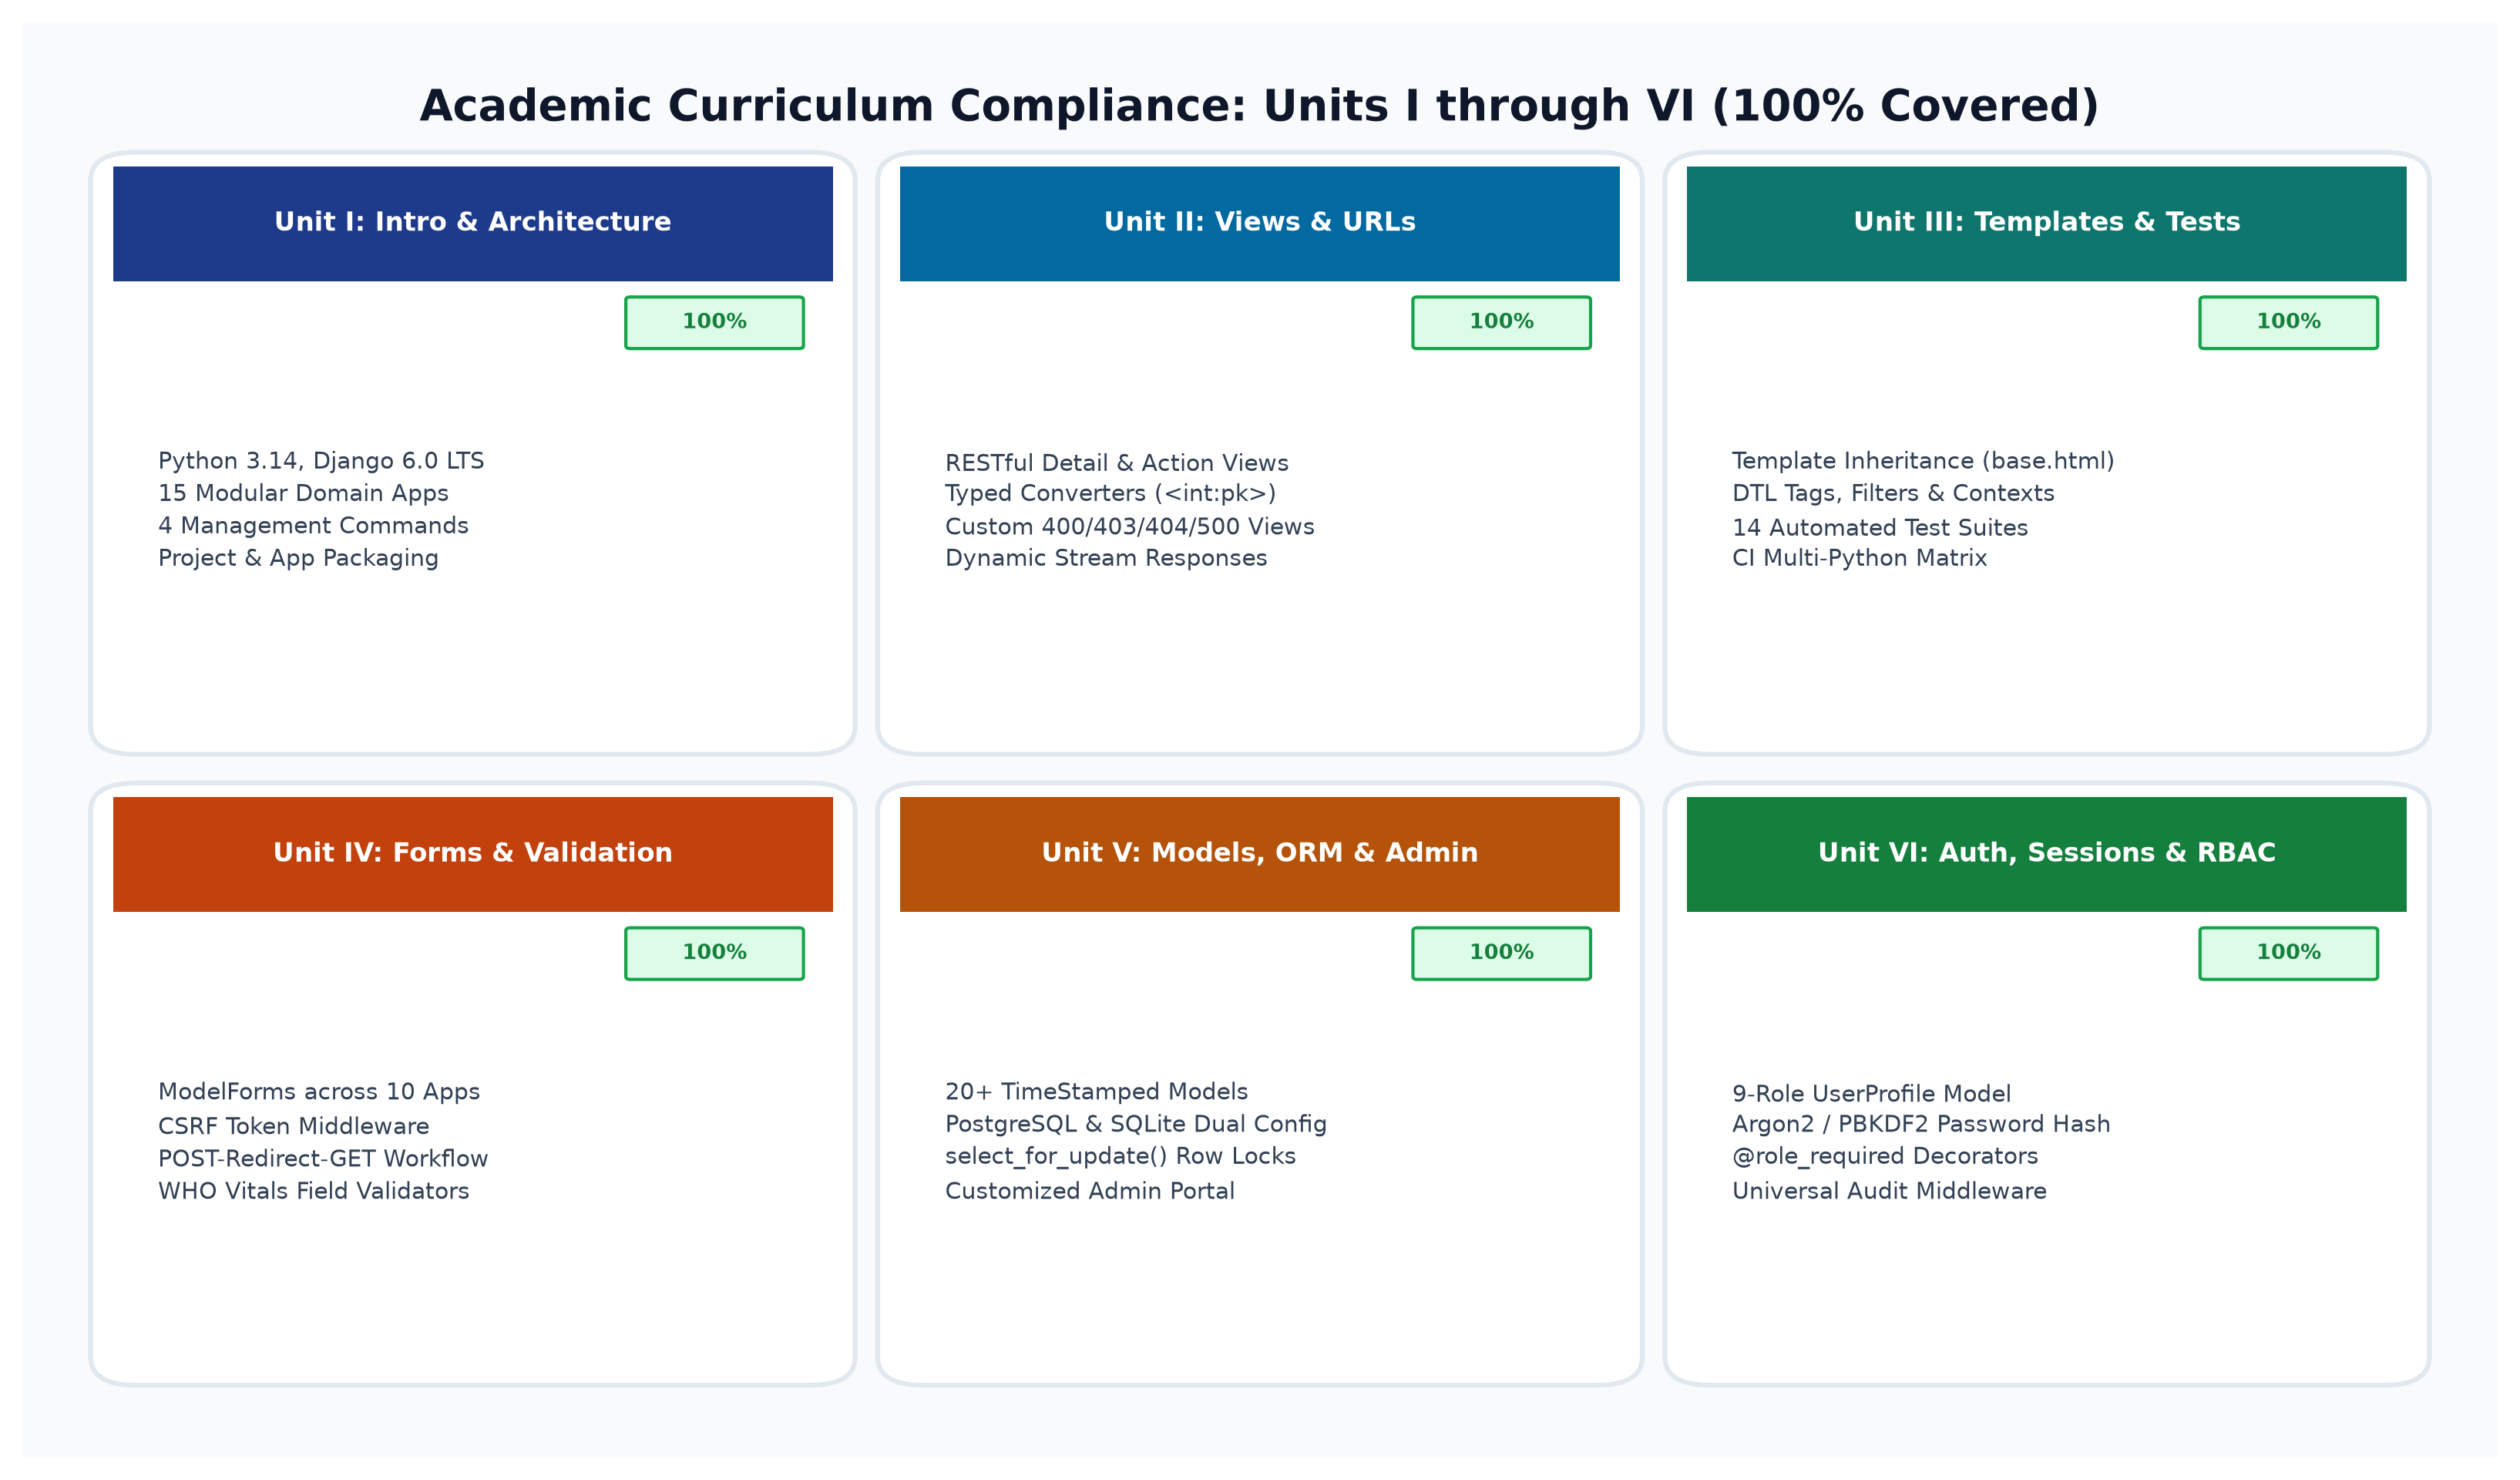 Academic Curriculum Compliance: Units I through VI (100% Covered)
Unit I: Intro & Architecture
100%
Python 3.14, Django 6.0 LTS
15 Modular Domain Apps
4 Management Commands
Project & App Packaging
Unit II: Views & URLs
100%
RESTful Detail & Action Views
Typed Converters (<int:pk>)
Custom 400/403/404/500 Views
Dynamic Stream Responses
Unit III: Templates & Tests
100%
Template Inheritance (base.html)
DTL Tags, Filters & Contexts
14 Automated Test Suites
CI Multi-Python Matrix
Unit IV: Forms & Validation
100%
ModelForms across 10 Apps
CSRF Token Middleware
POST-Redirect-GET Workflow
WHO Vitals Field Validators
Unit V: Models, ORM & Admin
100%
20+ TimeStamped Models
PostgreSQL & SQLite Dual Config
select_for_update() Row Locks
Customized Admin Portal
Unit VI: Auth, Sessions & RBAC
100%
9-Role UserProfile Model
Argon2 / PBKDF2 Password Hash
@role_required Decorators
Universal Audit Middleware